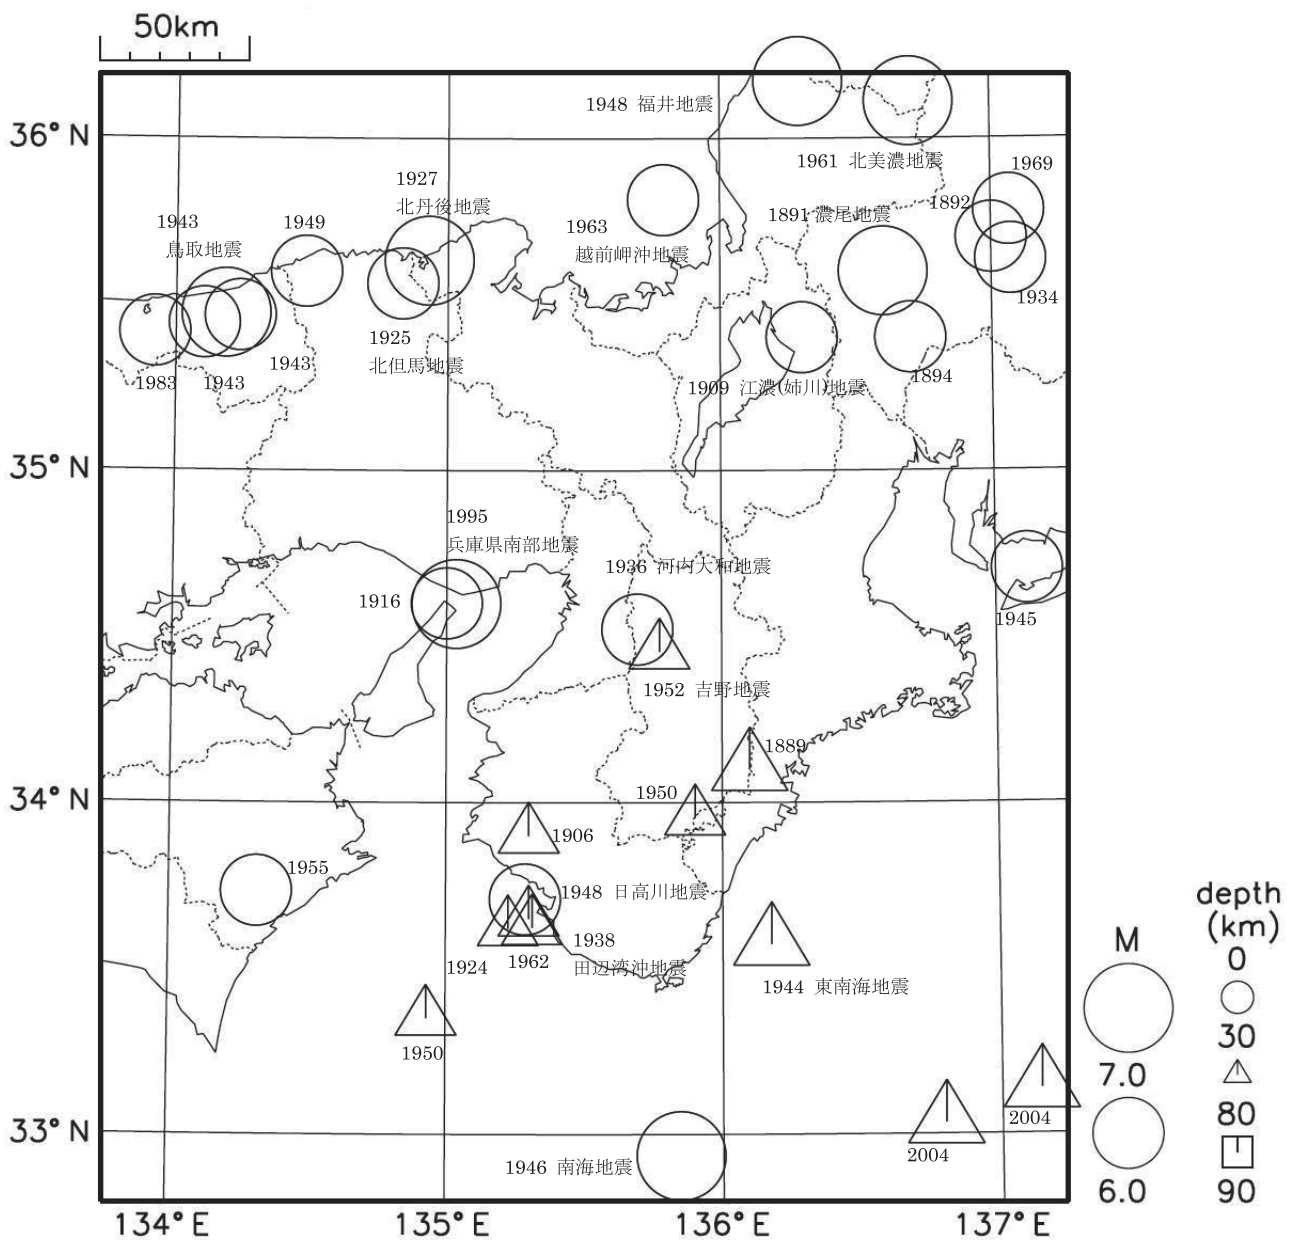 50km
1948 福井地震
36°N
1961 北美濃地震
1969
1927
北丹後地震
1892
1891 濃尾地震
1943
鳥取地震
1949
1963
越前岬沖地震
1934
1925
北但馬地震
1943
1983
1943
1894
1909 江濃(姉川)地震
35°N
1995
兵庫県南部地震
1936 河内大和地震
1916
1945
1952 吉野地震
1889
1950
34°N
1906
1955
1948 日高川地震
1938
田辺湾沖地震
1962
1924
1944 東南海地震
1950
2004
33°N
2004
1946 南海地震
134°E
135°E
136°E
137°E
M
7.0
6.0
depth
(km)
0
30
80
90